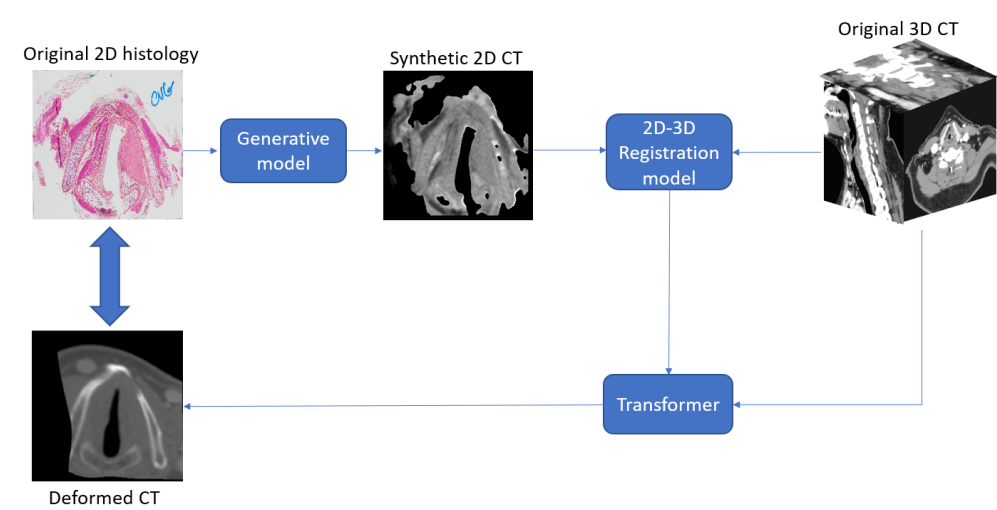 Original 2D histology
Synthetic 2D CT
Original 3D CT
Generative
model
2D-3D
Registration
model
Transformer
Deformed CT